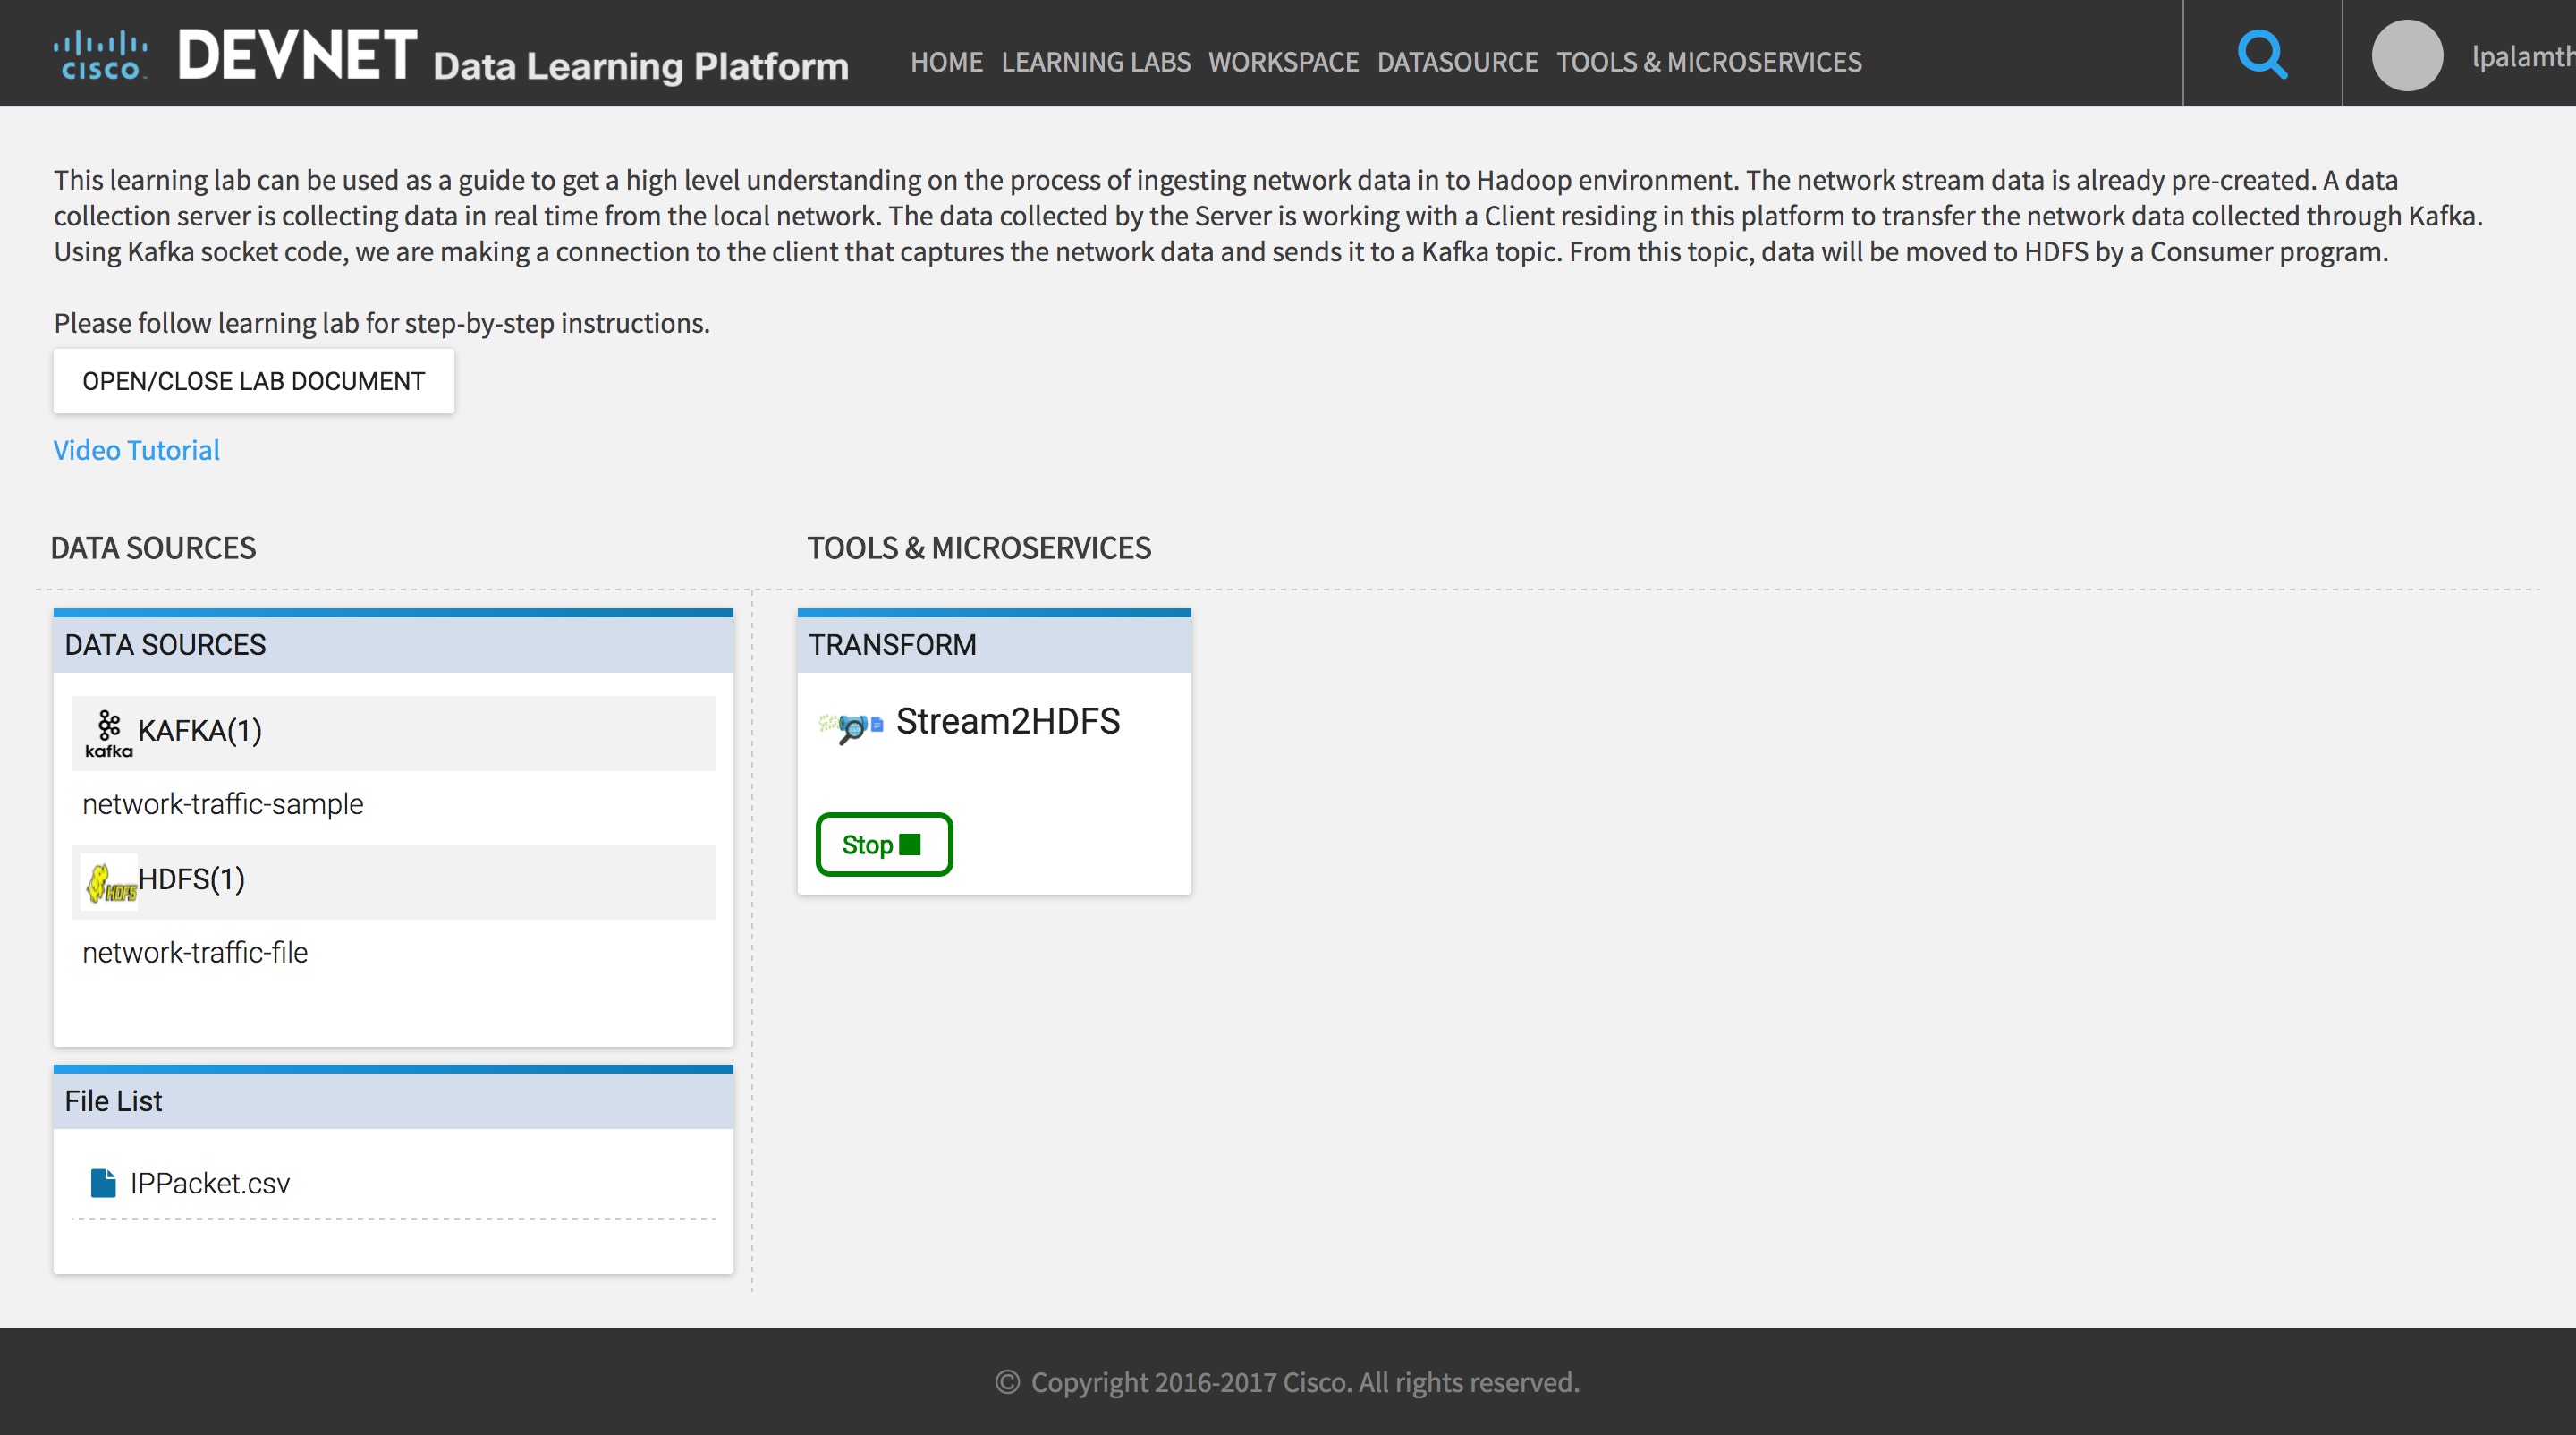 CISCO DEVNET Data Learning Platform HOME LEARNING LABS WORKSPACE DATASOURCE TOOLS & MICROSERVICES lpalamth
This learning lab can be used as a guide to get a high level understanding on the process of ingesting network data in to Hadoop environment. The network stream data is already pre-created. A data
collection server is collecting data in real time from the local network. The data collected by the Server is working with a Client residing in this platform to transfer the network data collected through Kafka.
Using Kafka socket code, we are making a connection to the client that captures the network data and sends it to a Kafka topic. From this topic, data will be moved to HDFS by a Consumer program.
Please follow learning lab for step-by-step instructions.
OPEN/CLOSE LAB DOCUMENT
Video Tutorial
DATA SOURCES
TOOLS & MICROSERVICES
DATA SOURCES
kafka KAFKA(1)
network-traffic-sample
HDFS HDFS(1)
network-traffic-file
File List
IPPacket.csv
TRANSFORM
Stream2HDFS
Stop
© Copyright 2016-2017 Cisco. All rights reserved.